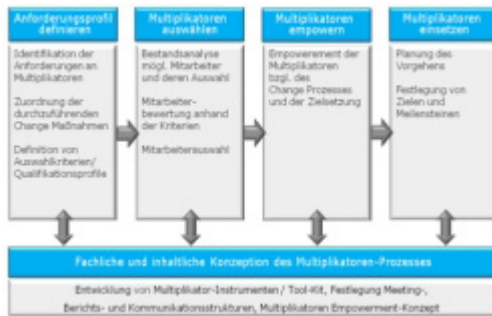 Anforderungsprofil
definieren
Identifikation der
Anforderungen an
Multiplikatoren
Zuordnung der
durchzuführenden
Change Maßnahmen
Definition von
Auswahlkriterien/
Qualifikationsprofile
Multiplikatoren
auswählen
Bestandsanalyse
mögl. Mitarbeiter
und deren Auswahl
Mitarbeiter-
bewertung anhand
der Kriterien
Mitarbeiterauswahl
Multiplikatoren
empowern
Empowerment der
Multiplikatoren
bzgl. des
Change Prozesses
und der Zielsetzung
Multiplikatoren
einsetzen
Planung des
Vorgehens
Festlegung von
Zielen und
Meilensteinen
Fachliche und inhaltliche Konzeption des Multiplikatoren-Prozesses
Entwicklung von Multiplikator-Instrumenten / Tool-Kit, Festlegung Meeting-,
Berichts- und Kommunikationsstrukturen, Multiplikatoren Empowerment-Konzept